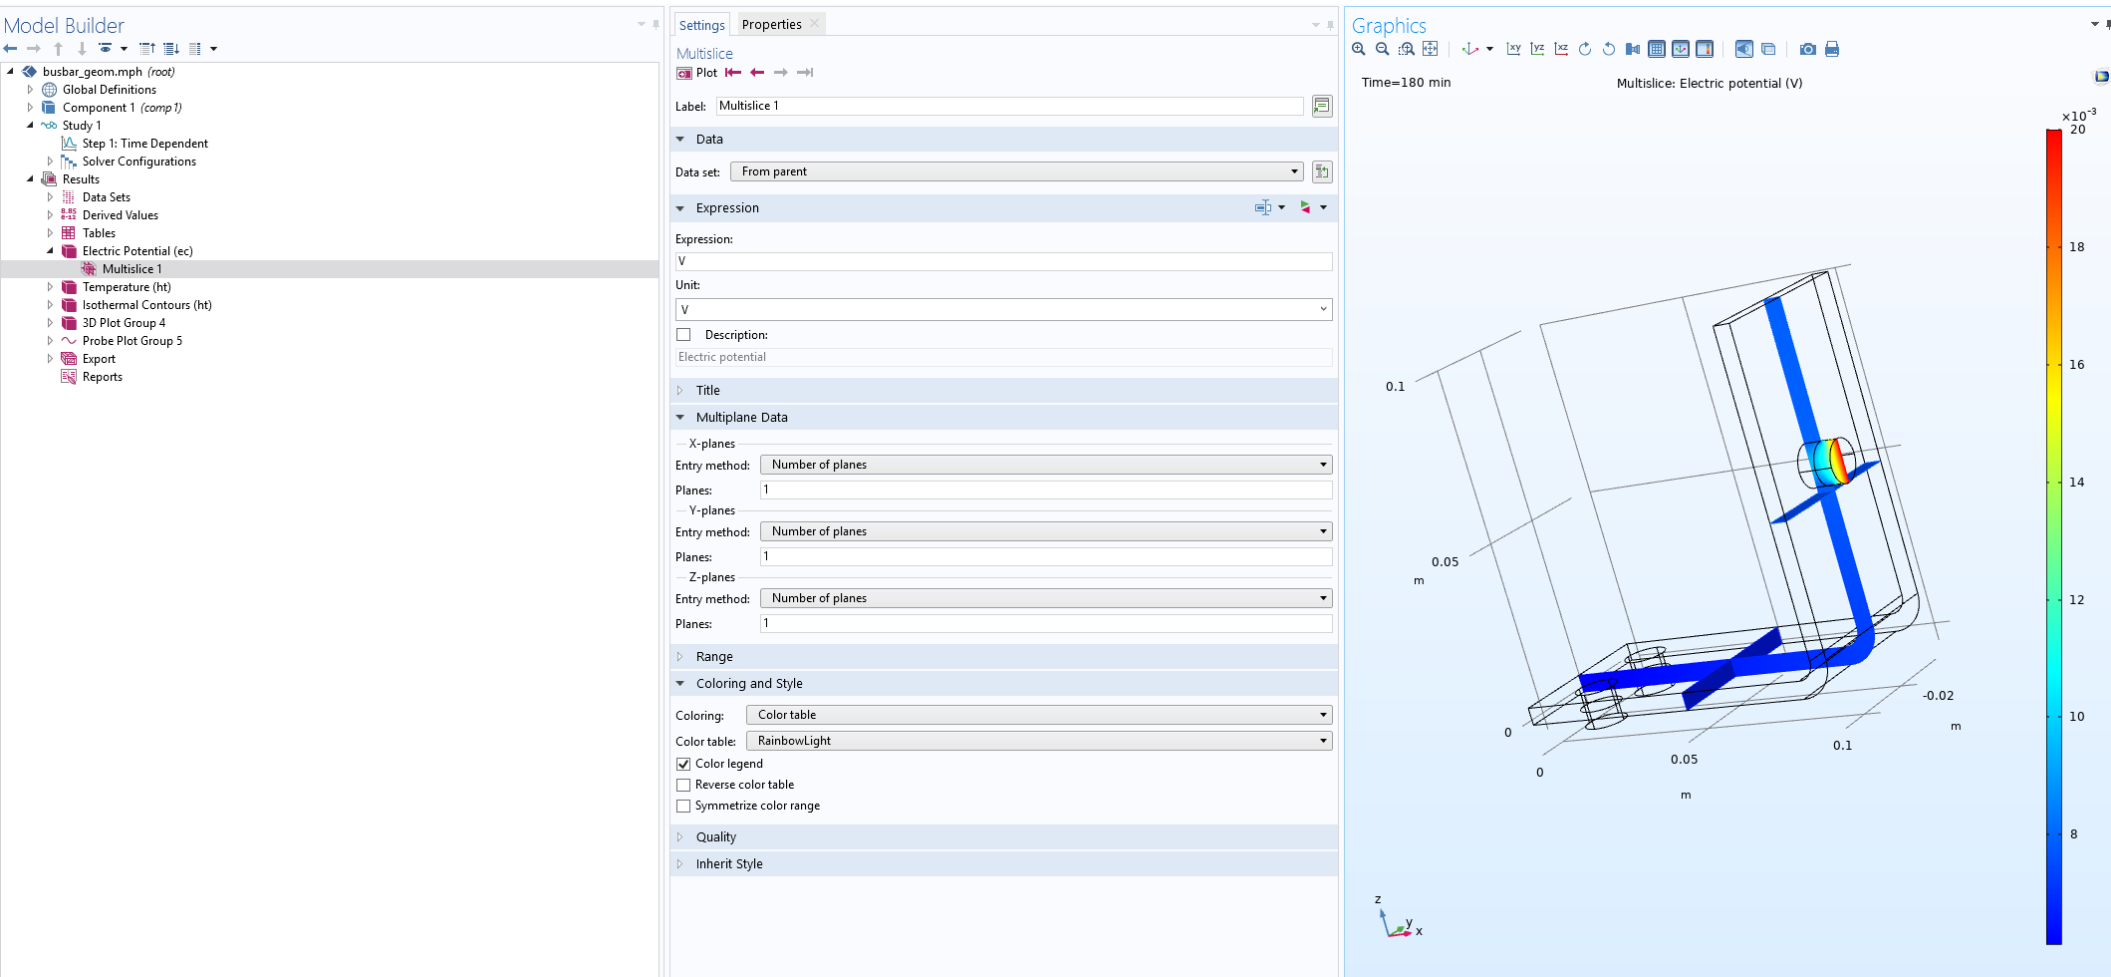 Model Builder
busbar_geom.mph (root)
Global Definitions
Component 1 (comp1)
Study 1
Step 1: Time Dependent
Solver Configurations
Results
Data Sets
8.85
e-12
Derived Values
Tables
Electric Potential (ec)
Multislice 1
Temperature (ht)
Isothermal Contours (ht)
3D Plot Group 4
Probe Plot Group 5
Export
Reports
Settings
Properties
Multislice
Plot
Label: Multislice 1
Data
Data set: From parent
Expression
Expression:
V
Unit:
V
Description:
Electric potential
Title
Multiplane Data
X-planes
Entry method: Number of planes
Planes: 1
Y-planes
Entry method: Number of planes
Planes: 1
Z-planes
Entry method: Number of planes
Planes: 1
Range
Coloring and Style
Coloring: Color table
Color table: RainbowLight
Color legend
Reverse color table
Symmetrize color range
Quality
Inherit Style
Graphics
xy yz xz
Time=180 min Multislice: Electric potential (V)
×10⁻³
20
18
16
14
12
10
8
0.1
0.05
m
0
0
0.05
m
0.1
-0.02
m
z
y
x